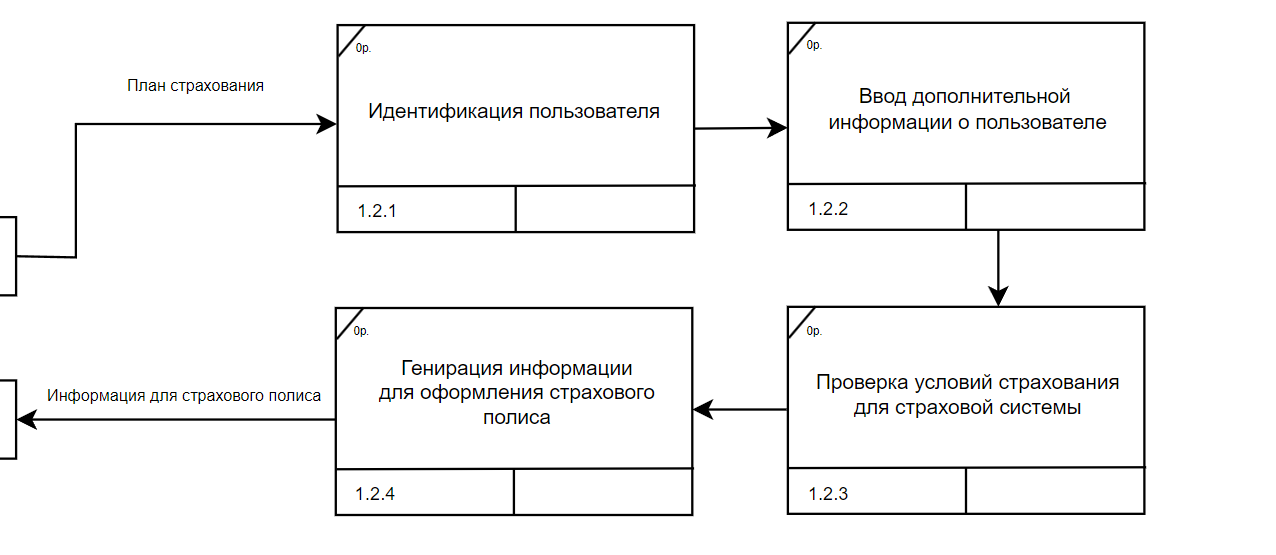 План страхования
0р.
Идентификация пользователя
1.2.1
0р.
Ввод дополнительной
информации о пользователе
1.2.2
0р.
Проверка условий страхования
для страховой системы
1.2.3
0р.
Генирация информации
для оформления страхового
полиса
1.2.4
Информация для страхового полиса